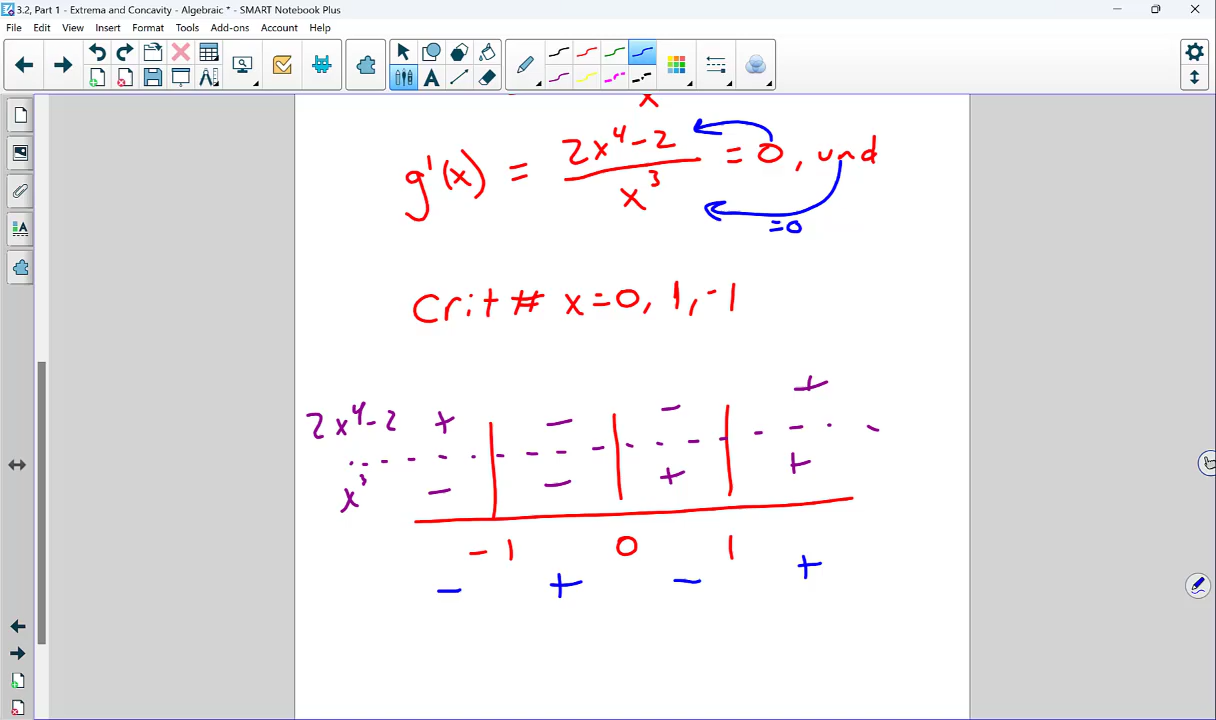 3.2, Part 1 - Extrema and Concavity - Algebraic * - SMART Notebook Plus
File Edit View Insert Format Tools Add-ons Account Help
x
g'(x) = 2x⁴-2 / x³ = 0, und
=0
Crit # x=0, 1, -1
2x⁴-2 + - - +
x³ - - + +
-1 0 1
- + - +